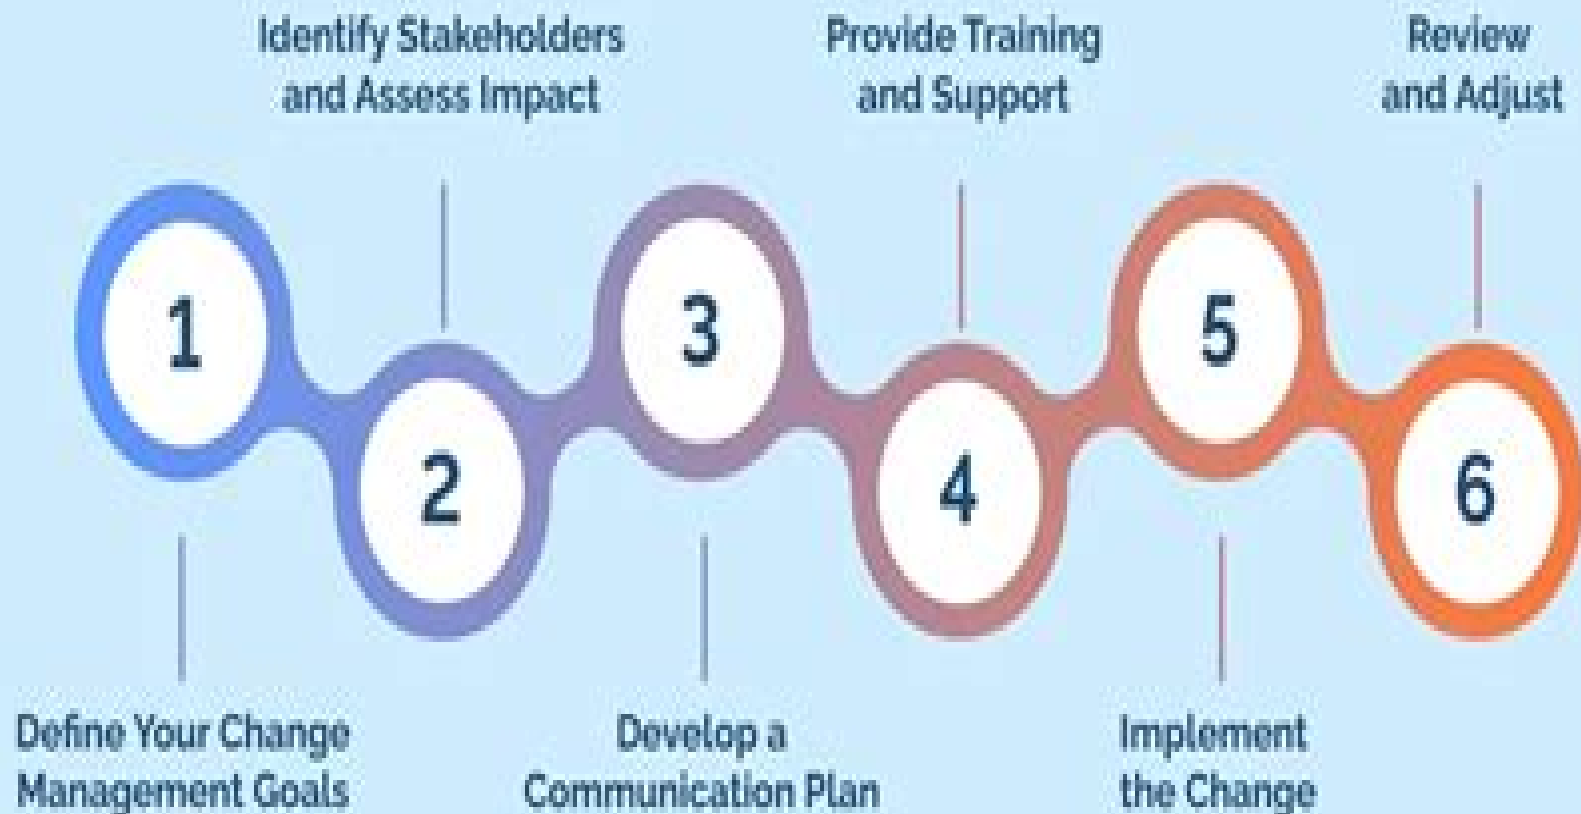 Identify Stakeholders
and Assess Impact
Provide Training
and Support
Review
and Adjust
1
2
3
4
5
6
Define Your Change
Management Goals
Develop a
Communication Plan
Implement
the Change